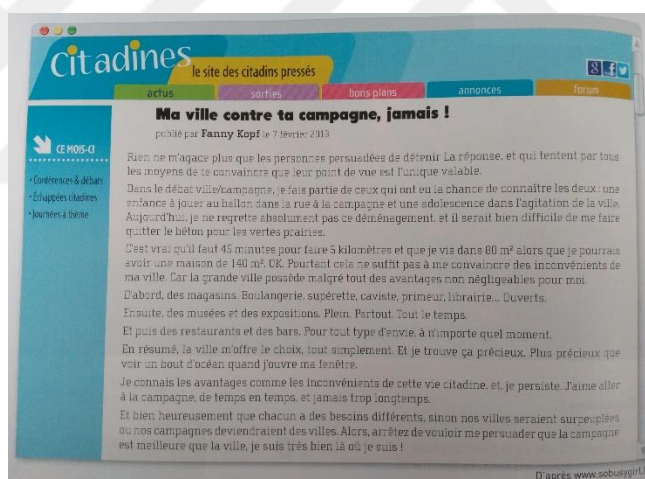 citadines
le site des citadins pressés
actus
sorties
bons plans
annonces
forum
CE MOIS-CI
• Conférences & débats
• Échappées citadines
• Journées à thème
Ma ville contre ta campagne, jamais !
publié par Fanny Kopf le 7 février 2013
Rien ne m'agace plus que les personnes persuadées de détenir La réponse, et qui tentent par tous
les moyens de te convaincre que leur point de vue est l'unique valable.
Dans le débat ville/campagne, je fais partie de ceux qui ont eu la chance de connaître les deux : une
enfance à jouer au ballon dans la rue à la campagne et une adolescence dans l'agitation de la ville.
Aujourd'hui, je ne regrette absolument pas ce déménagement, et il serait bien difficile de me faire
quitter le béton pour les vertes prairies.
C'est vrai qu'il faut 45 minutes pour faire 5 kilomètres et que je vis dans 80 m² alors que je pourrais
avoir une maison de 140 m². OK. Pourtant cela ne suffit pas à me convaincre des inconvénients de
ma ville. Car la grande ville possède malgré tout des avantages non négligeables pour moi.
D'abord, des magasins. Boulangerie, supérette, caviste, primeur, librairie... Ouverts.
Ensuite, des musées et des expositions. Plein. Partout. Tout le temps.
Et puis des restaurants et des bars. Pour tout type d'envie, à n'importe quel moment.
En résumé, la ville m'offre le choix, tout simplement. Et je trouve ça précieux. Plus précieux que
voir un bout d'océan quand j'ouvre ma fenêtre.
Je connais les avantages comme les inconvénients de cette vie citadine, et, je persiste. J'aime aller
à la campagne, de temps en temps, et jamais trop longtemps.
Et bien heureusement que chacun a des besoins différents, sinon nos villes seraient surpeuplées
ou nos campagnes deviendraient des villes. Alors, arrêtez de vouloir me persuader que la campagne
est meilleure que la ville, je suis très bien là où je suis !
D'après www.sobusygirl